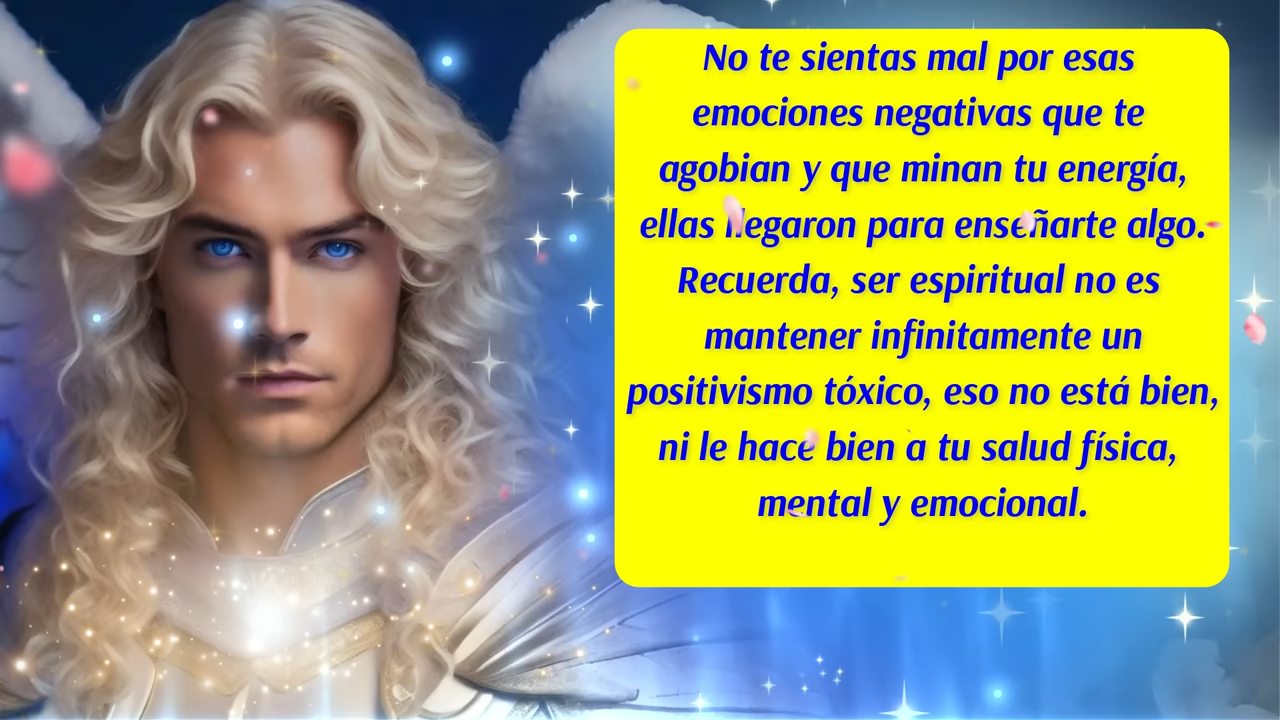 No te sientas mal por esas
emociones negativas que te
agobian y que minan tu energía,
ellas llegaron para enseñarte algo.
Recuerda, ser espiritual no es
mantener infinitamente un
positivismo tóxico, eso no está bien,
ni le hace bien a tu salud física,
mental y emocional.